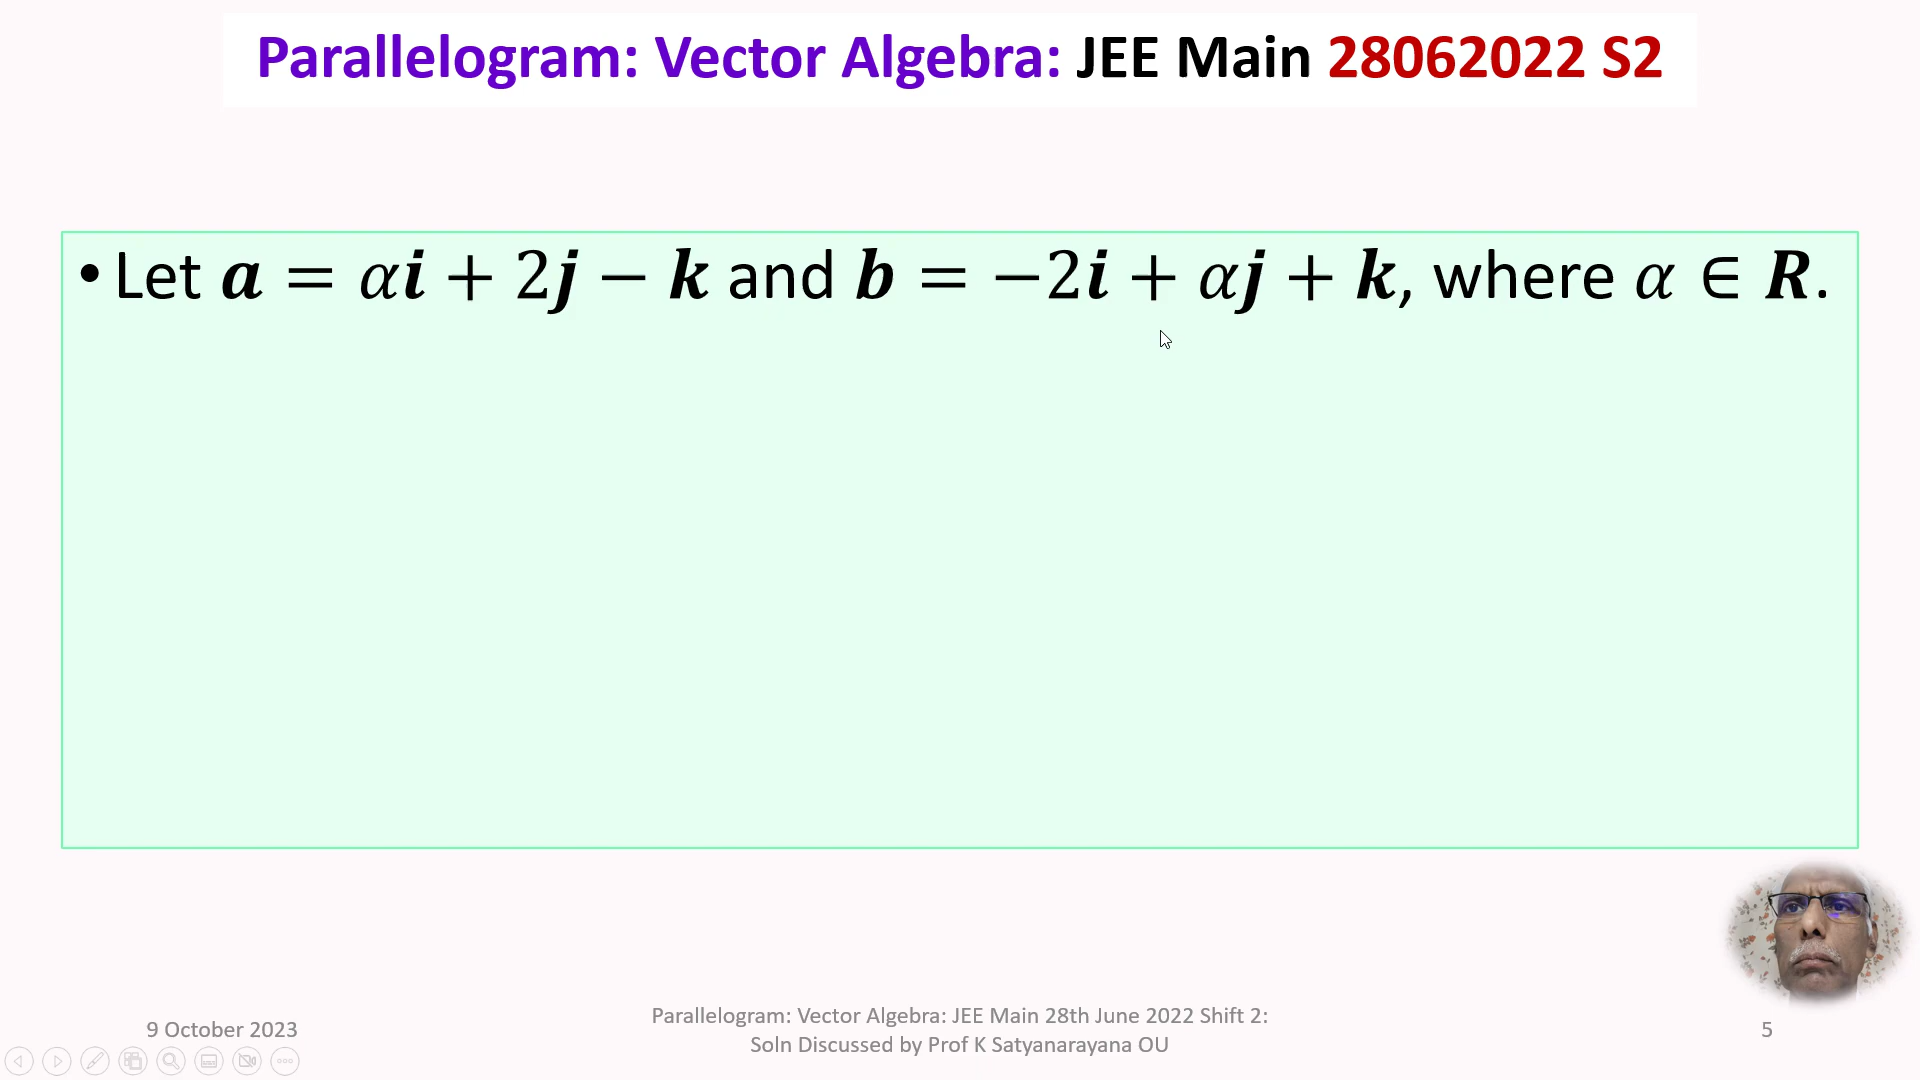 Parallelogram: Vector Algebra: JEE Main 28062022 S2
• Let a = αi + 2j − k and b = −2i + αj + k, where α ∈ R.
9 October 2023
Parallelogram: Vector Algebra: JEE Main 28th June 2022 Shift 2:
Soln Discussed by Prof K Satyanarayana OU
5